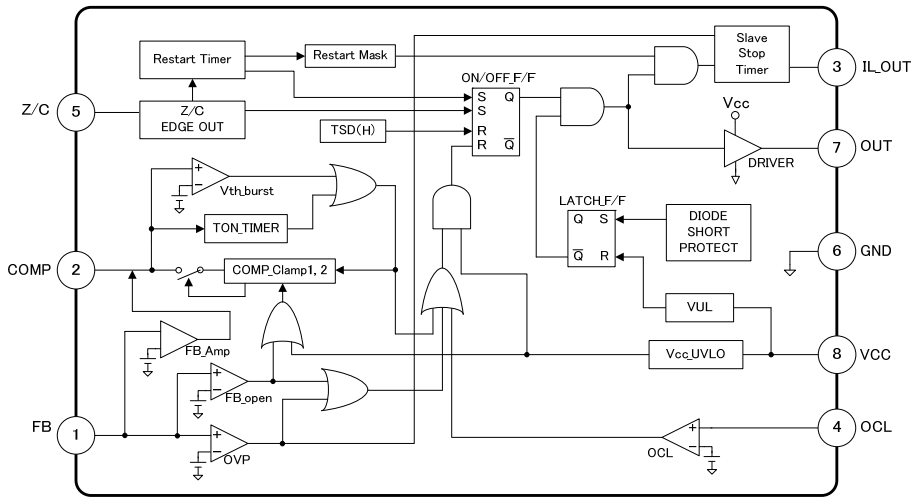 Slave
Stop
Timer
Restart Timer
Restart Mask
3
IL_OUT
ON/OFF_F/F
Z/C
5
Z/C
EDGE OUT
S Q
S
R
R Q̅
TSD(H)
Vcc
7
OUT
DRIVER
+
−
Vth_burst
LATCH_F/F
Q S
Q̅ R
DIODE
SHORT
PROTECT
TON_TIMER
6
GND
COMP
2
COMP_Clamp1, 2
VUL
FB_Amp
Vcc_UVLO
8
VCC
+
−
FB_open
FB
1
+
−
OVP
+
−
OCL
4
OCL